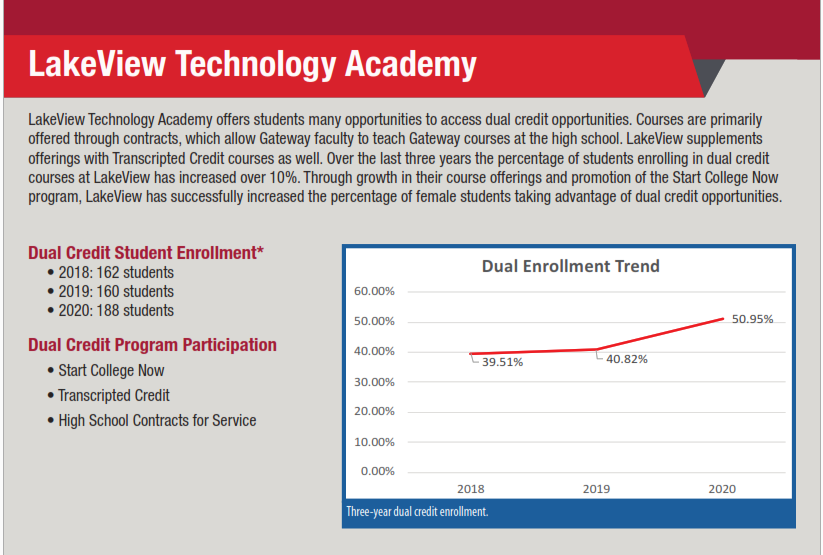 LakeView Technology Academy
LakeView Technology Academy offers students many opportunities to access dual credit opportunities. Courses are primarily
offered through contracts, which allow Gateway faculty to teach Gateway courses at the high school. LakeView supplements
offerings with Transcripted Credit courses as well. Over the last three years the percentage of students enrolling in dual credit
courses at LakeView has increased over 10%. Through growth in their course offerings and promotion of the Start College Now
program, LakeView has successfully increased the percentage of female students taking advantage of dual credit opportunities.
Dual Credit Student Enrollment*
• 2018: 162 students
• 2019: 160 students
• 2020: 188 students
Dual Credit Program Participation
• Start College Now
• Transcripted Credit
• High School Contracts for Service
Dual Enrollment Trend
60.00%
50.00%
40.00%
30.00%
20.00%
10.00%
0.00%
39.51%
40.82%
50.95%
2018
2019
2020
Three-year dual credit enrollment.